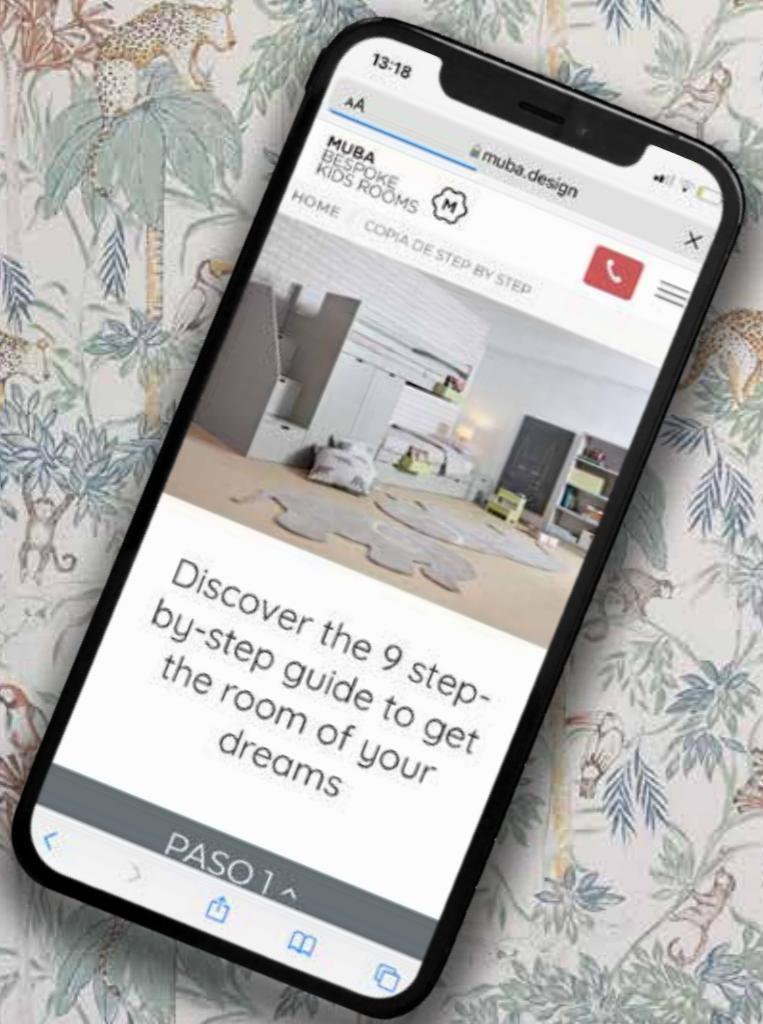 13:18
AA
muba.design
MUBA
BESPOKE
KIDS ROOMS
M
HOME
COPIA DE STEP BY STEP
Discover the 9 step-
by-step guide to get
the room of your
dreams
PASO 1